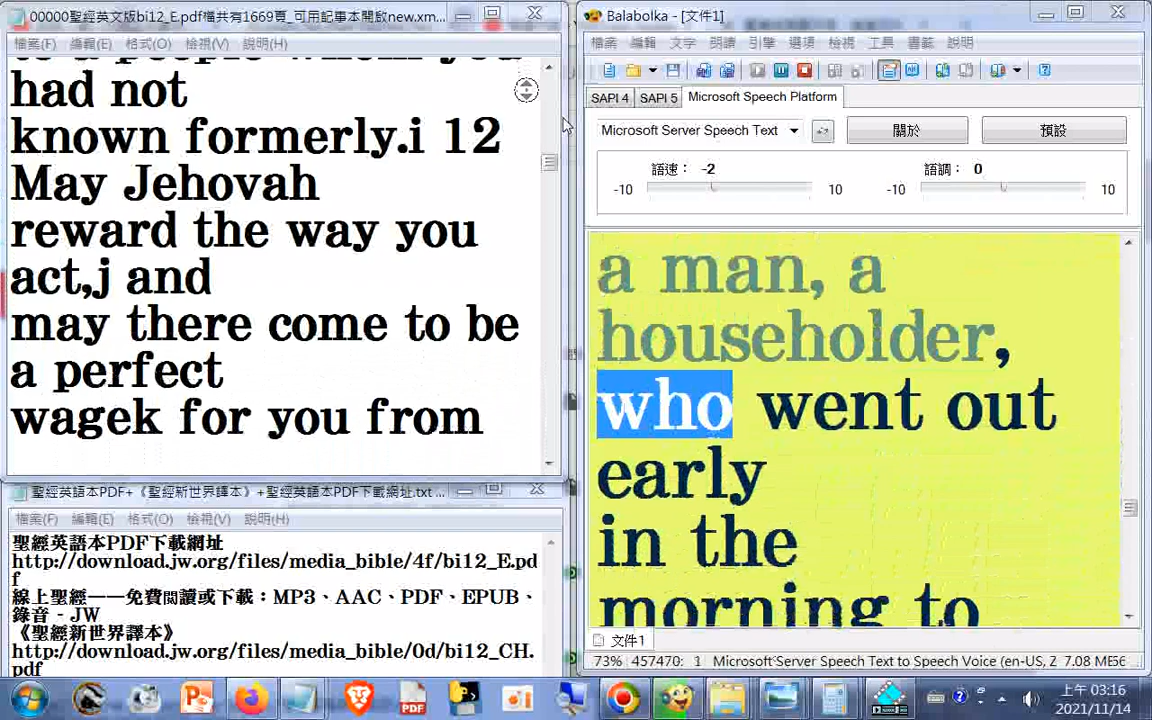 00000聖經英文版bi12_E.pdf檔共有1669頁_可用記事本開啟new.xm...
檔案(F) 編輯(E) 格式(O) 檢視(V) 說明(H)
to a people whom you
had not
known formerly.i 12
May Jehovah
reward the way you
act,j and
may there come to be
a perfect
wagek for you from
聖經英語本PDF+《聖經新世界譯本》+聖經英語本PDF下載網址.txt ...
檔案(F) 編輯(E) 格式(O) 檢視(V) 說明(H)
聖經英語本PDF下載網址
http://download.jw.org/files/media_bible/4f/bi12_E.pd
f
線上聖經——免費閱讀或下載：MP3、AAC、PDF、EPUB、
錄音 - JW
《聖經新世界譯本》
http://download.jw.org/files/media_bible/0d/bi12_CH.
pdf
Balabolka - [文件1]
檔案 編輯 文字 朗讀 引擎 選項 檢視 工具 書籤 說明
SAPI 4 SAPI 5 Microsoft Speech Platform
Microsoft Server Speech Text 關於 預設
語速： -2 語調： 0
-10 10 -10 10
a man, a
householder,
who went out
early
in the
morning to
文件1
73% 457470: 1 Microsoft Server Speech Text to Speech Voice (en-US, Z 7.08 ME56
PDF
上午 03:16
2021/11/14